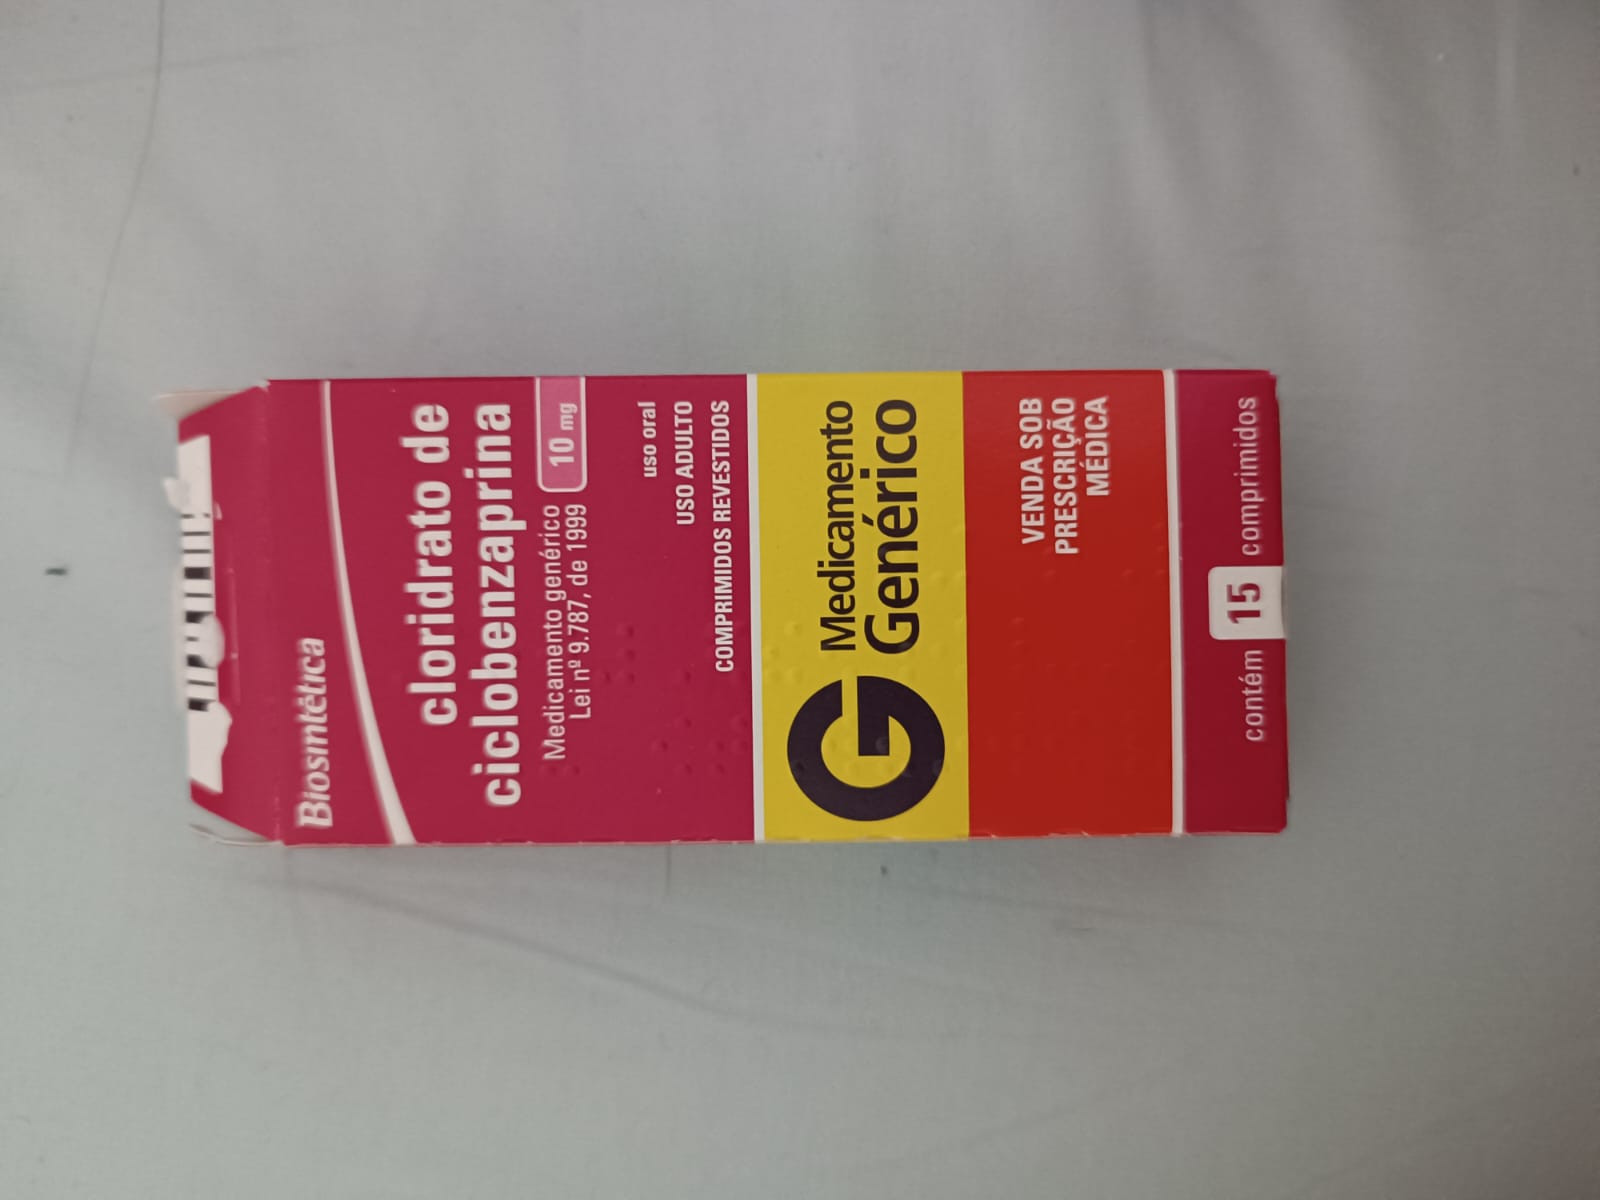 Biosintética
cloridrato de
ciclobenzaprina
Medicamento genérico
Lei nº 9.787, de 1999
10 mg
uso oral
USO ADULTO
COMPRIMIDOS REVESTIDOS
G Medicamento
Genérico
VENDA SOB
PRESCRIÇÃO
MÉDICA
contém 15 comprimidos